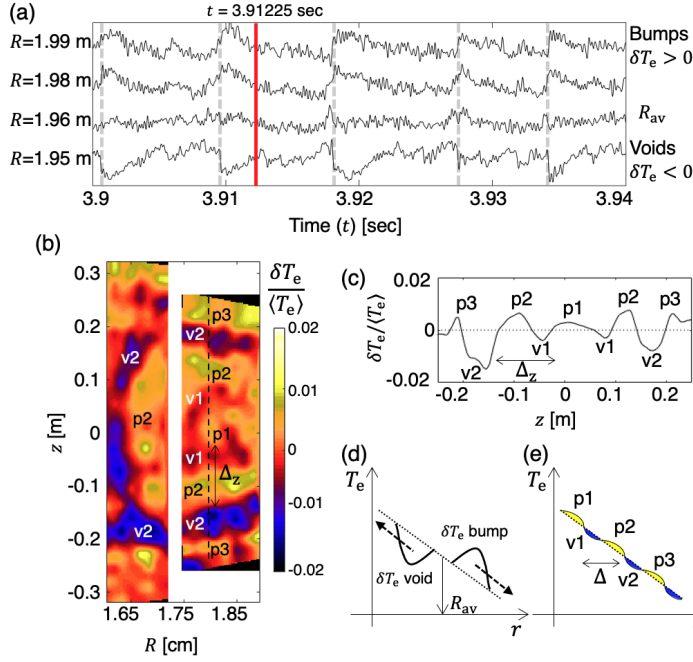 (a)
t = 3.91225 sec
R=1.99 m
R=1.98 m
R=1.96 m
R=1.95 m
Bumps
δTe > 0
Rav
Voids
δTe < 0
3.9 3.91 3.92 3.93 3.94
Time (t) [sec]
(b)
0.3
0.2
0.1
0
-0.1
-0.2
-0.3
z [m]
v2
p2
v2
p3
v2
p2
v1
p1
v1
Δz
p2
v2
p3
1.65 1.75 1.85
R [cm]
δTe
⟨Te⟩
0.02
0.01
0
-0.01
-0.02
(c)
0.02
0
-0.02
δTe/⟨Te⟩
p3 p2 p1 p2 p3
v2 v1 v1 v2
Δz
-0.2 -0.1 0 0.1 0.2
z [m]
(d)
Te
δTe bump
δTe void
Rav
r
(e)
Te
p1
p2
p3
v1
v2
Δ